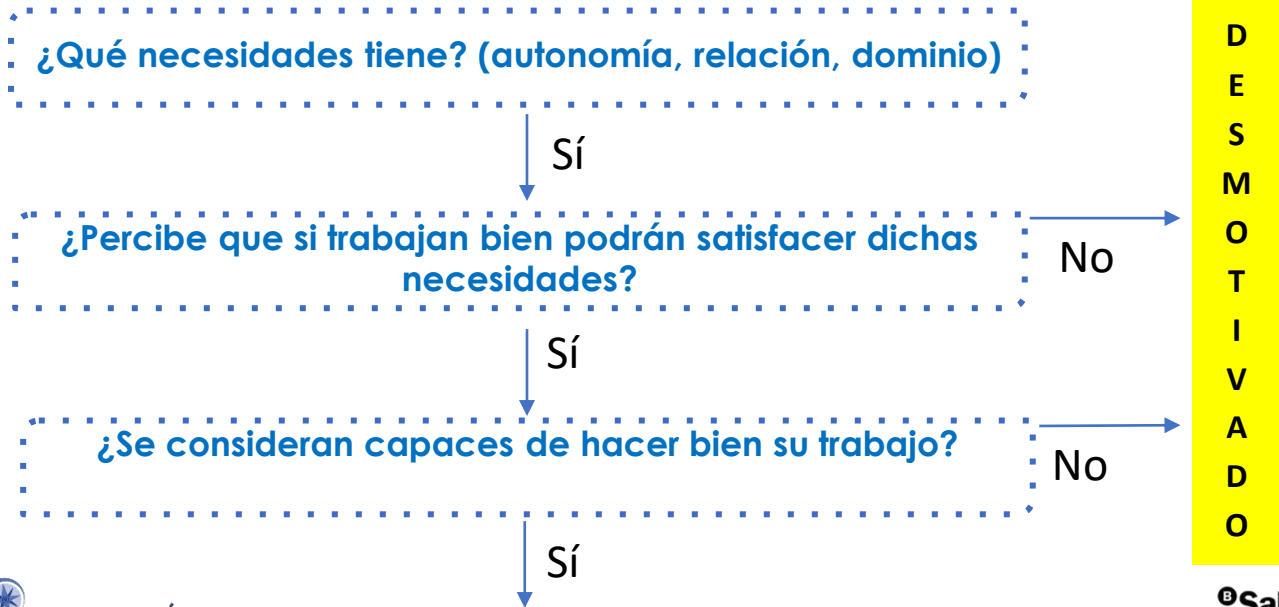 ¿Qué necesidades tiene? (autonomía, relación, dominio)
Sí
¿Percibe que si trabajan bien podrán satisfacer dichas
necesidades?
No
Sí
¿Se consideran capaces de hacer bien su trabajo?
No
Sí
D
E
S
M
O
T
I
V
A
D
O